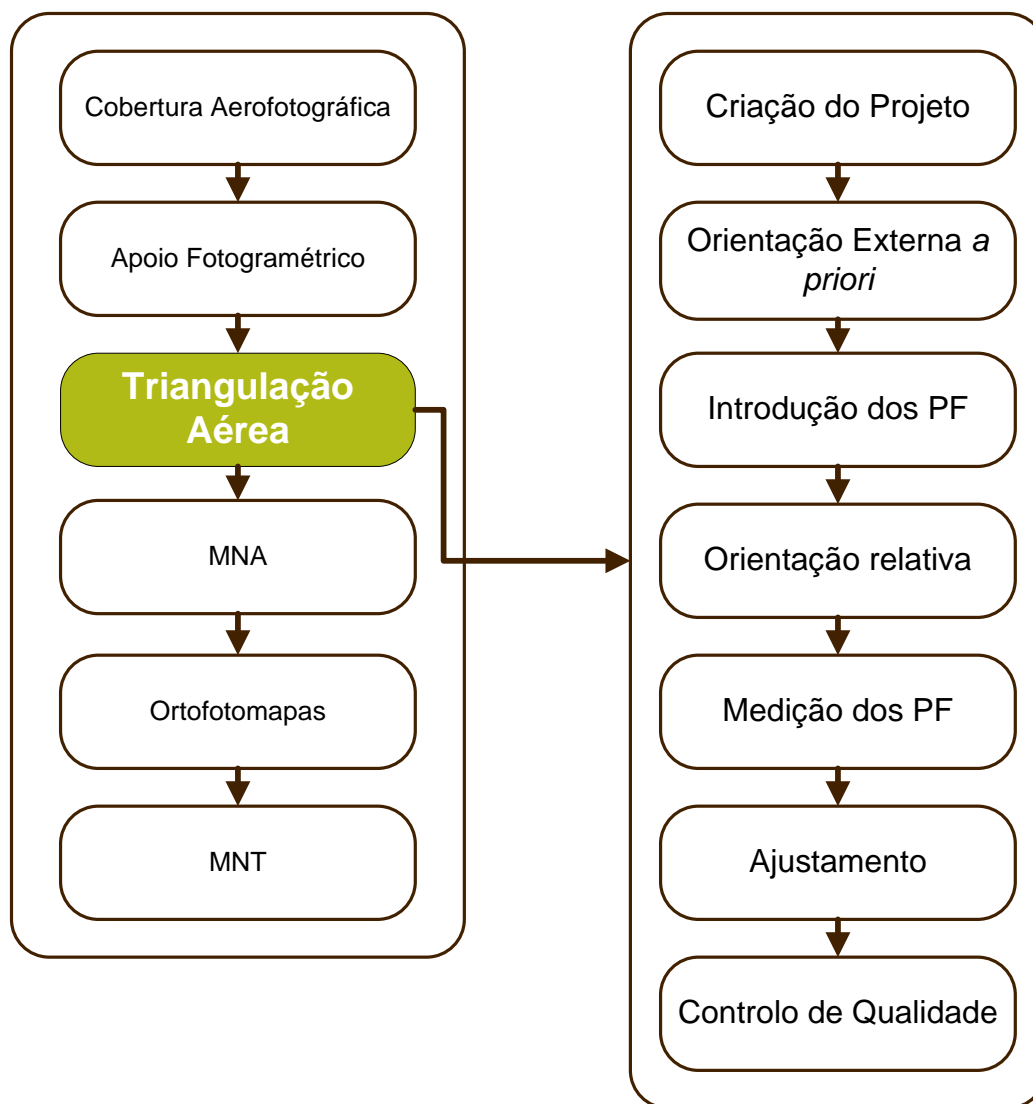 Cobertura Aerofotográfica
Apoio Fotogramétrico
Triangulação
Aérea
MNA
Ortofotomapas
MNT
Criação do Projeto
Orientação Externa a
priori
Introdução dos PF
Orientação relativa
Medição dos PF
Ajustamento
Controlo de Qualidade